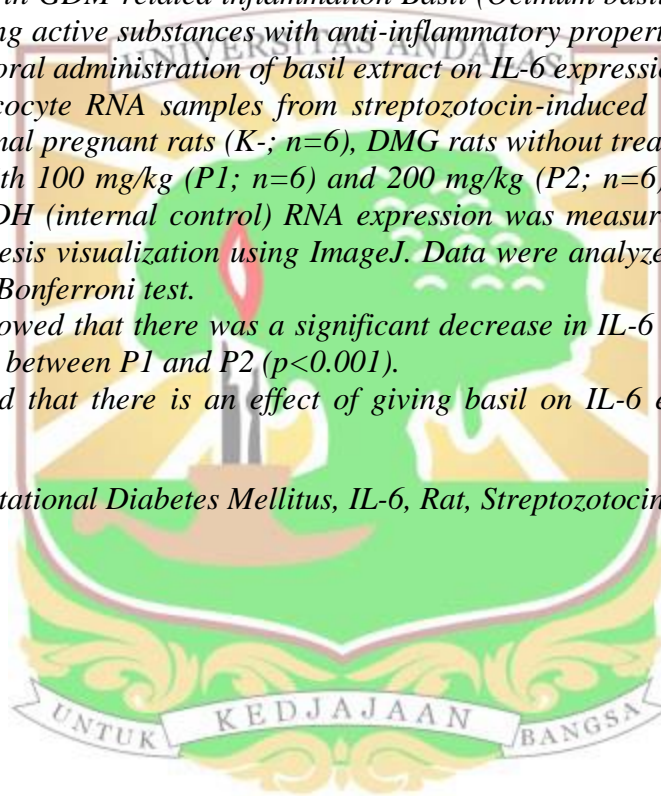 in GDM-related inflammation Basil (Ocimum basil
ng active substances with anti-inflammatory propert
UNIVERSITAS ANDALAS
oral administration of basil extract on IL-6 expressio
cocyte RNA samples from streptozotocin-induced
nal pregnant rats (K-; n=6), DMG rats without treat
th 100 mg/kg (P1; n=6) and 200 mg/kg (P2; n=6,
DH (internal control) RNA expression was measur
esis visualization using ImageJ. Data were analyze
Bonferroni test.
owed that there was a significant decrease in IL-6
between P1 and P2 (p<0.001).
d that there is an effect of giving basil on IL-6 e
tational Diabetes Mellitus, IL-6, Rat, Streptozotocin
UNTUK KEDJAJAAN BANGSA